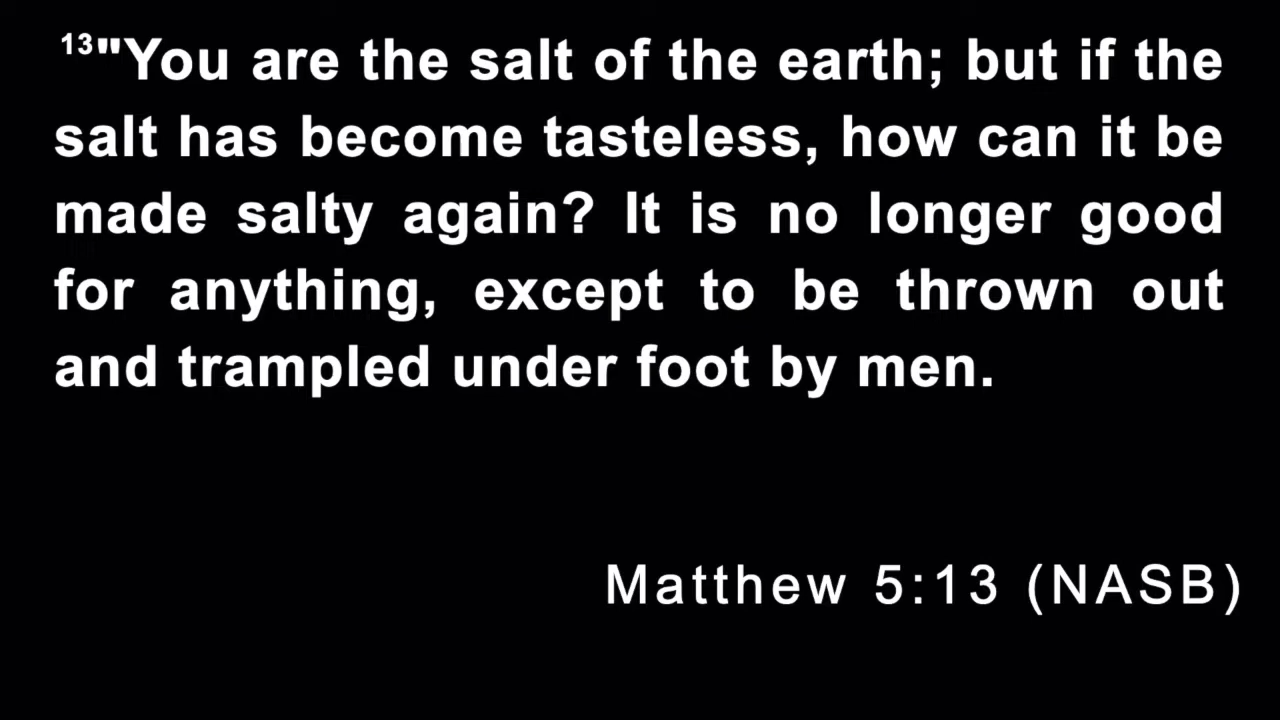 13"You are the salt of the earth; but if the
salt has become tasteless, how can it be
made salty again? It is no longer good
for anything, except to be thrown out
and trampled under foot by men.
Matthew 5:13 (NASB)